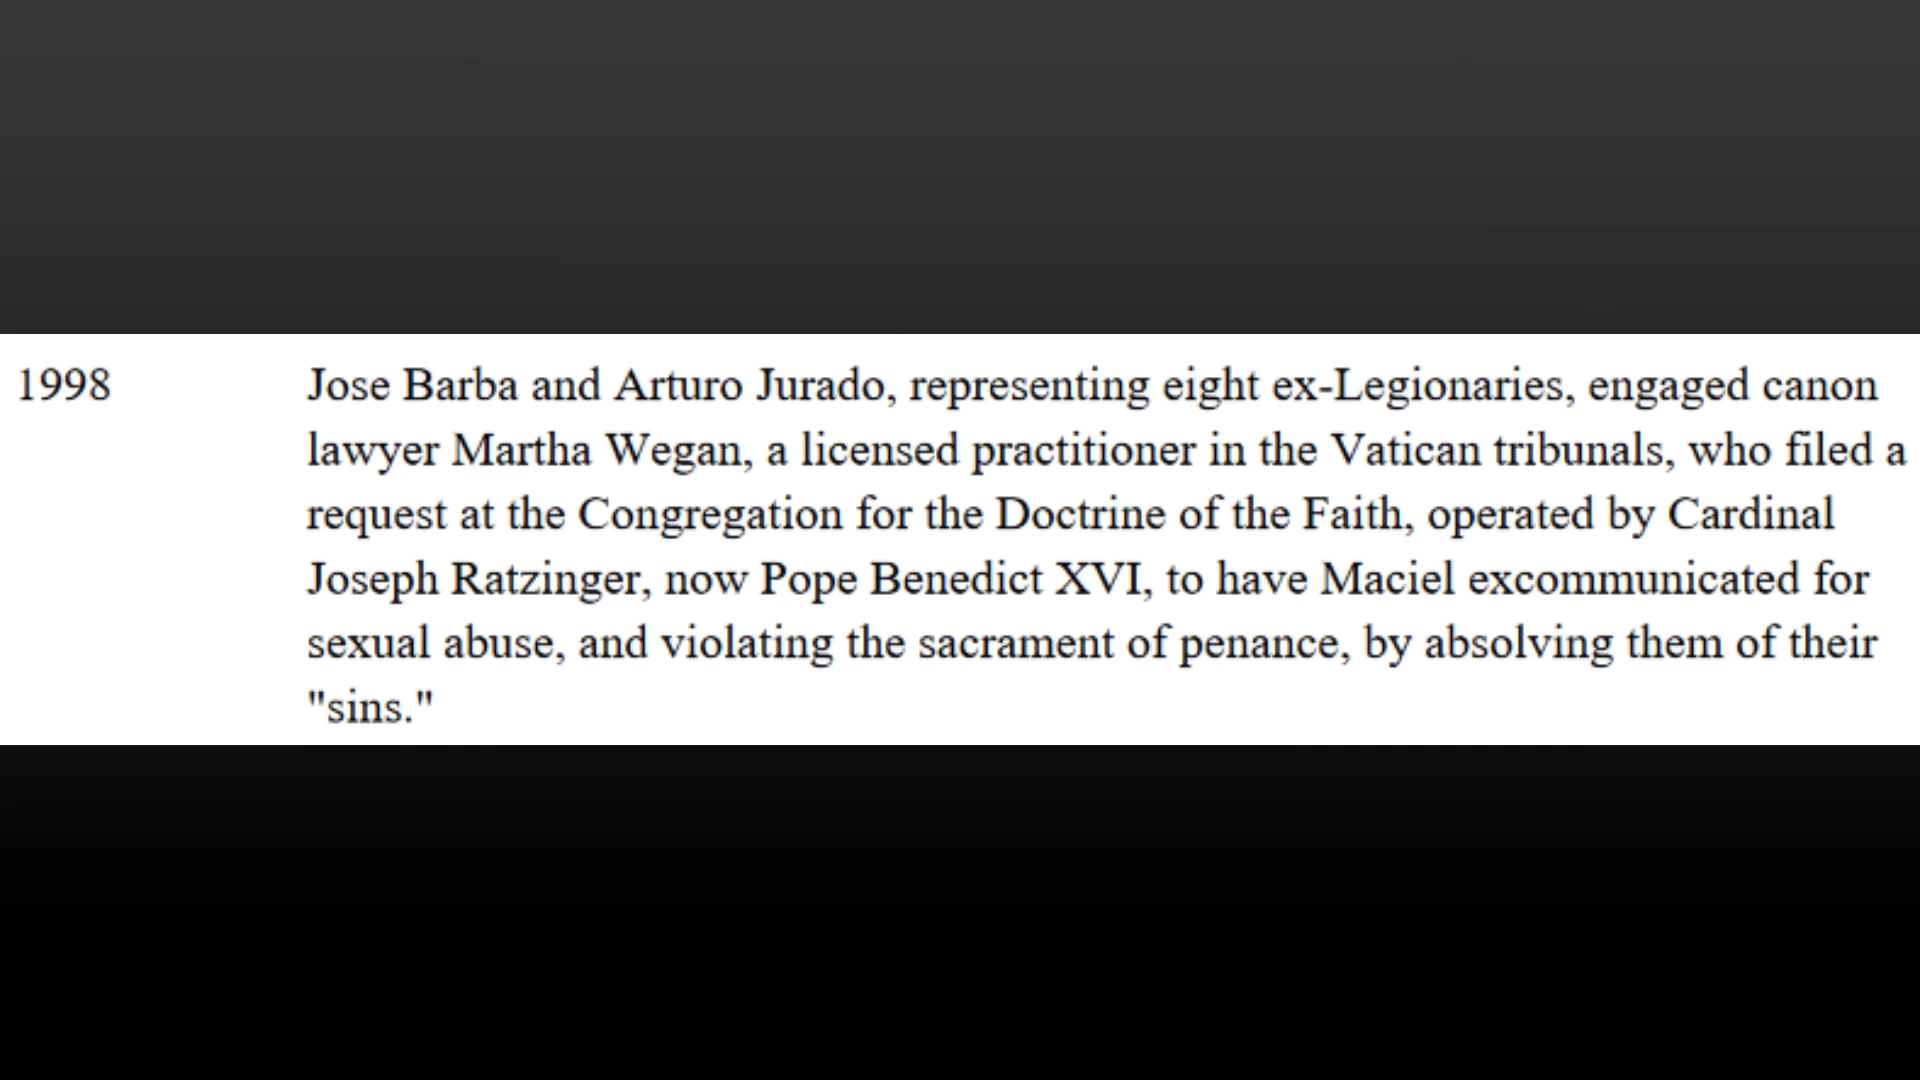 1998
Jose Barba and Arturo Jurado, representing eight ex-Legionaries, engaged canon
lawyer Martha Wegan, a licensed practitioner in the Vatican tribunals, who filed a
request at the Congregation for the Doctrine of the Faith, operated by Cardinal
Joseph Ratzinger, now Pope Benedict XVI, to have Maciel excommunicated for
sexual abuse, and violating the sacrament of penance, by absolving them of their
"sins."